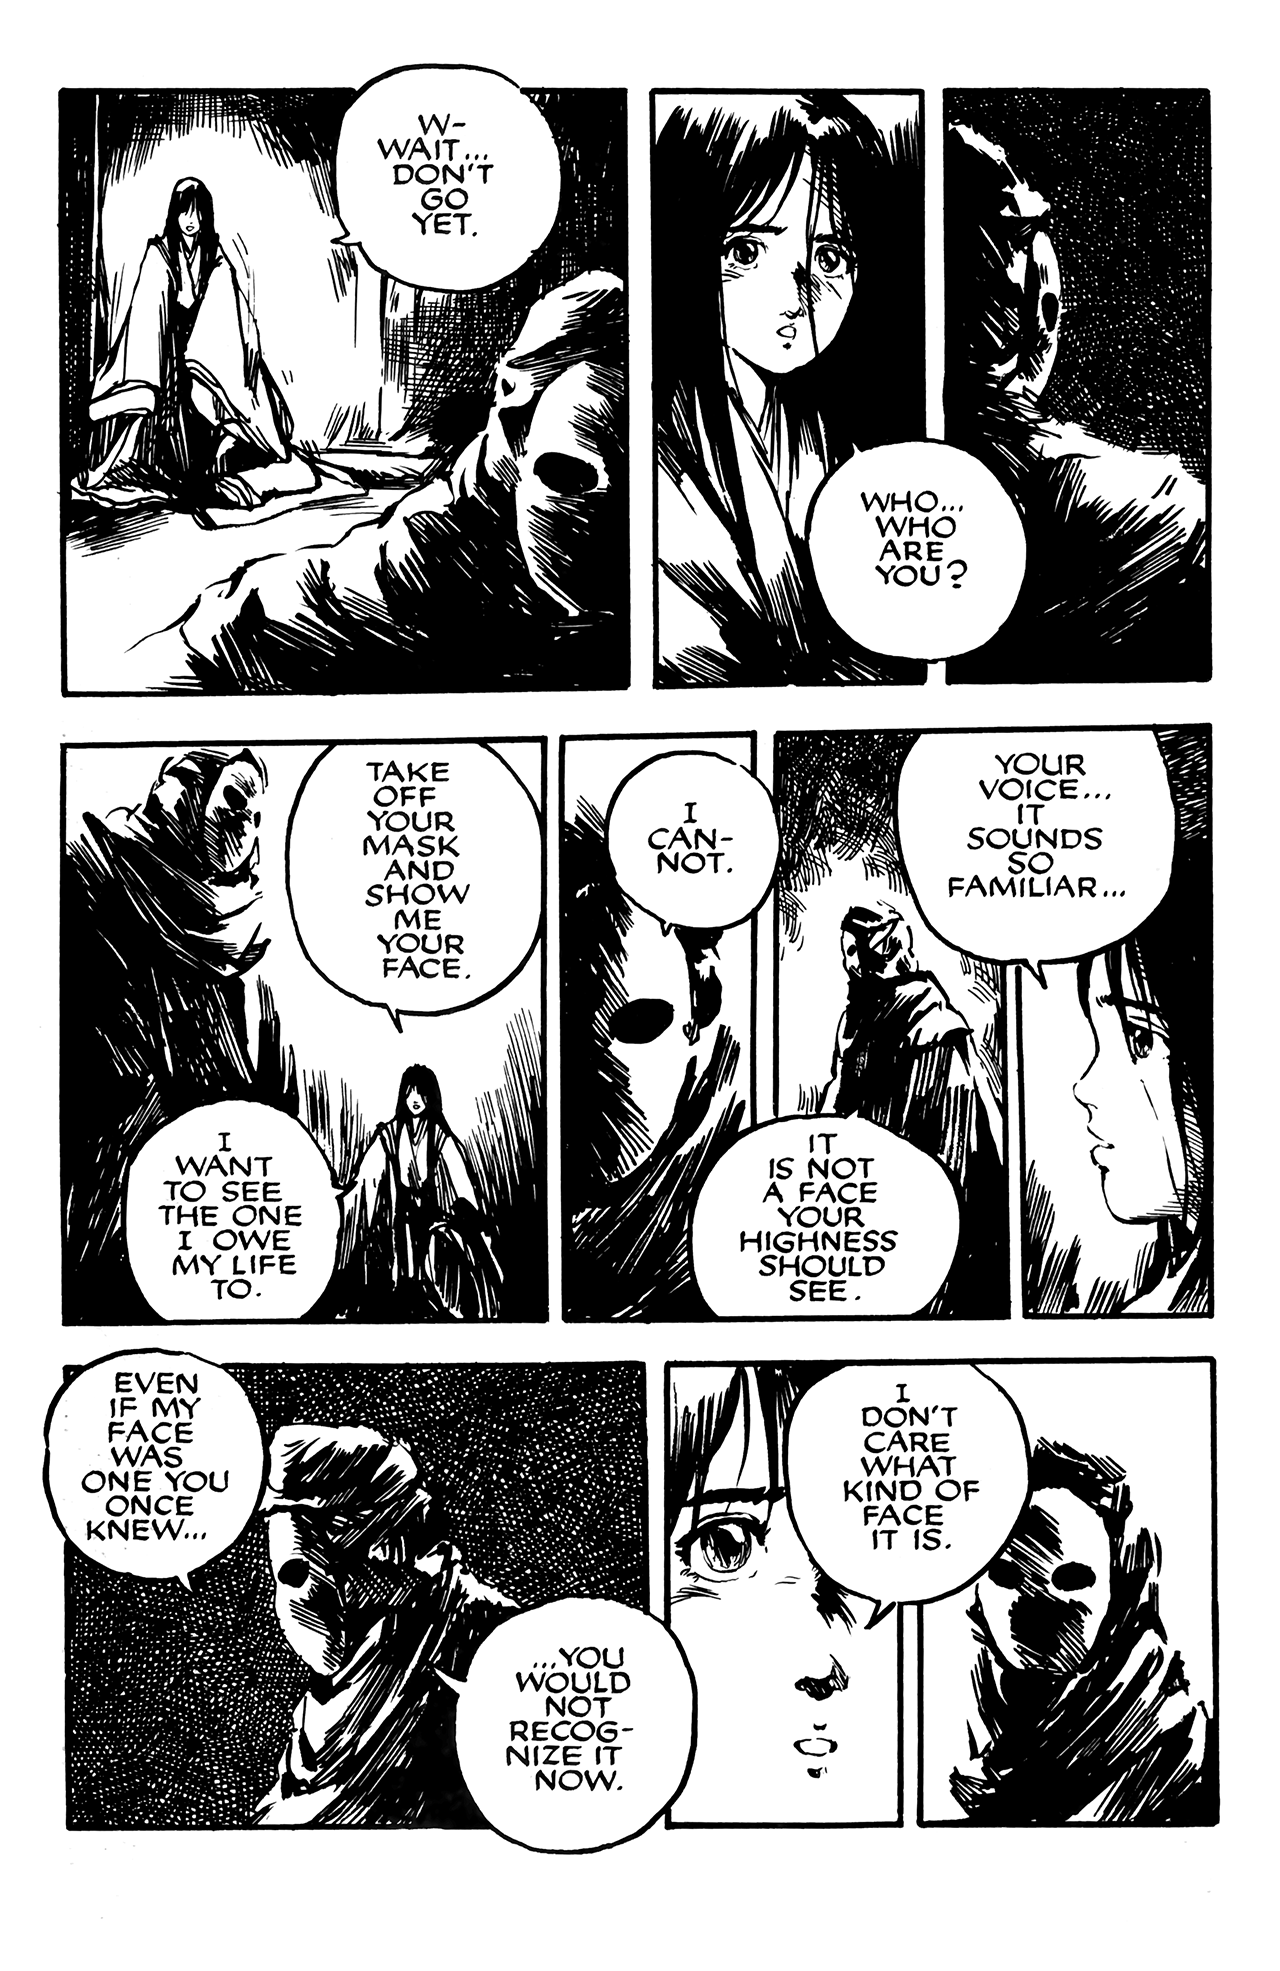 W-
WAIT...
DON'T
GO
YET.
WHO...
WHO
ARE
YOU?
TAKE
OFF
YOUR
MASK
AND
SHOW
ME
YOUR
FACE.
I
WANT
TO SEE
THE ONE
I OWE
MY LIFE
TO.
I
CAN-
NOT.
IT
IS NOT
A FACE
YOUR
HIGHNESS
SHOULD
SEE.
YOUR
VOICE...
IT
SOUNDS
SO
FAMILIAR...
EVEN
IF MY
FACE
WAS
ONE YOU
ONCE
KNEW...
...YOU
WOULD
NOT
RECOG-
NIZE IT
NOW.
I
DON'T
CARE
WHAT
KIND OF
FACE
IT IS.